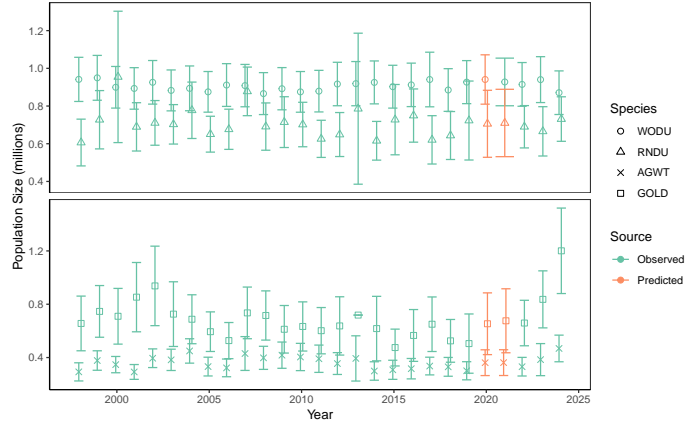 Population Size (millions)
1.2
1.0
0.8
0.6
0.4
1.2
0.8
0.4
2000
2005
2010
2015
2020
2025
Year
Species
WODU
RNDU
AGWT
GOLD
Source
Observed
Predicted